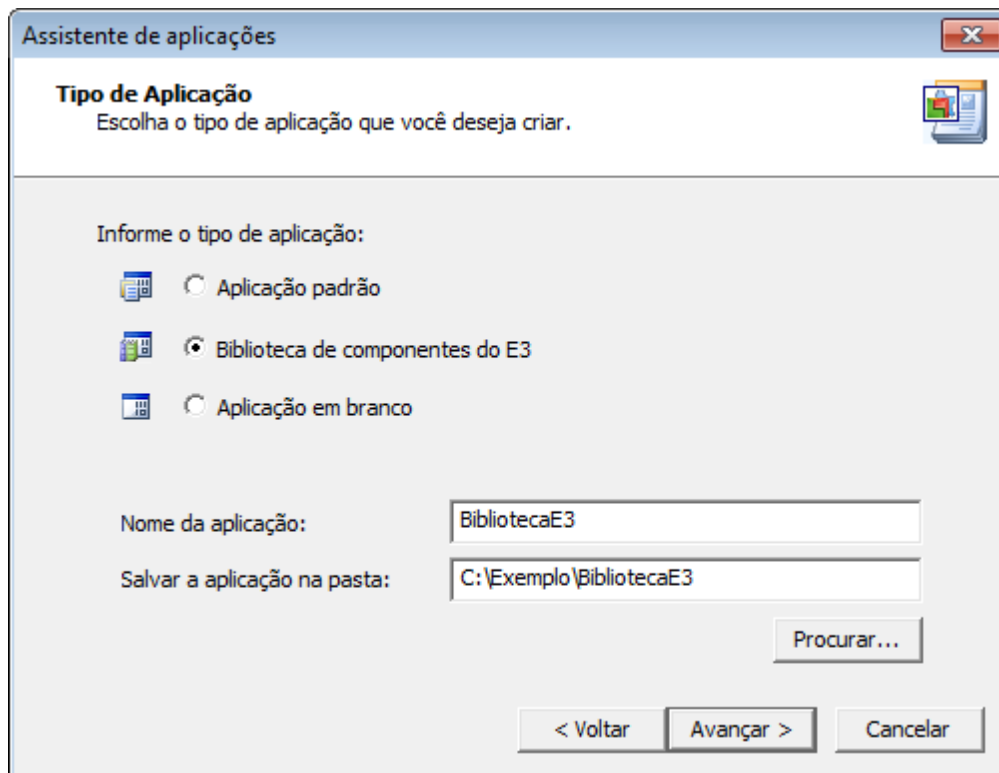 Assistente de aplicações
Tipo de Aplicação
Escolha o tipo de aplicação que você deseja criar.
Informe o tipo de aplicação:
Aplicação padrão
Biblioteca de componentes do E3
Aplicação em branco
Nome da aplicação: BibliotecaE3
Salvar a aplicação na pasta: C:\Exemplo\BibliotecaE3
Procurar...
< Voltar Avançar > Cancelar